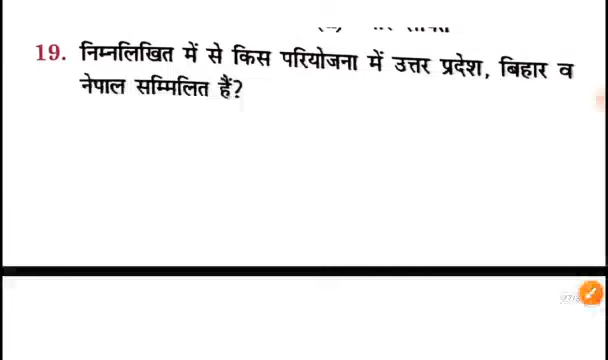 19. निम्नलिखित में से किस परियोजना में उत्तर प्रदेश, बिहार व
नेपाल सम्मिलित हैं?